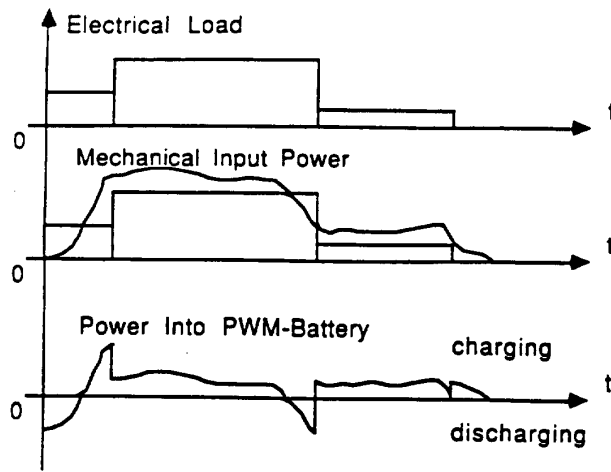 Electrical Load
t
0
Mechanical Input Power
t
0
Power Into PWM-Battery
charging
t
0
discharging